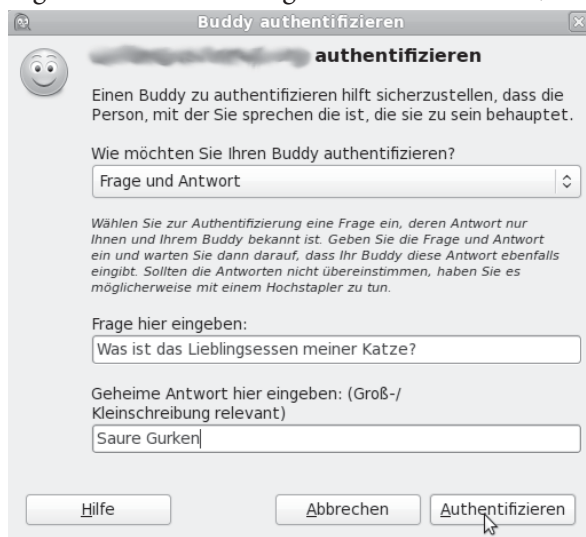 Buddy authentifizieren
authentifizieren
Einen Buddy zu authentifizieren hilft sicherzustellen, dass die
Person, mit der Sie sprechen die ist, die sie zu sein behauptet.
Wie möchten Sie Ihren Buddy authentifizieren?
Frage und Antwort
Wählen Sie zur Authentifizierung eine Frage ein, deren Antwort nur
Ihnen und Ihrem Buddy bekannt ist. Geben Sie die Frage und Antwort
ein und warten Sie dann darauf, dass Ihr Buddy diese Antwort ebenfalls
eingibt. Sollten die Antworten nicht übereinstimmen, haben Sie es
möglicherweise mit einem Hochstapler zu tun.
Frage hier eingeben:
Was ist das Lieblingsessen meiner Katze?
Geheime Antwort hier eingeben: (Groß-/
Kleinschreibung relevant)
Saure Gurken
Hilfe Abbrechen Authentifizieren